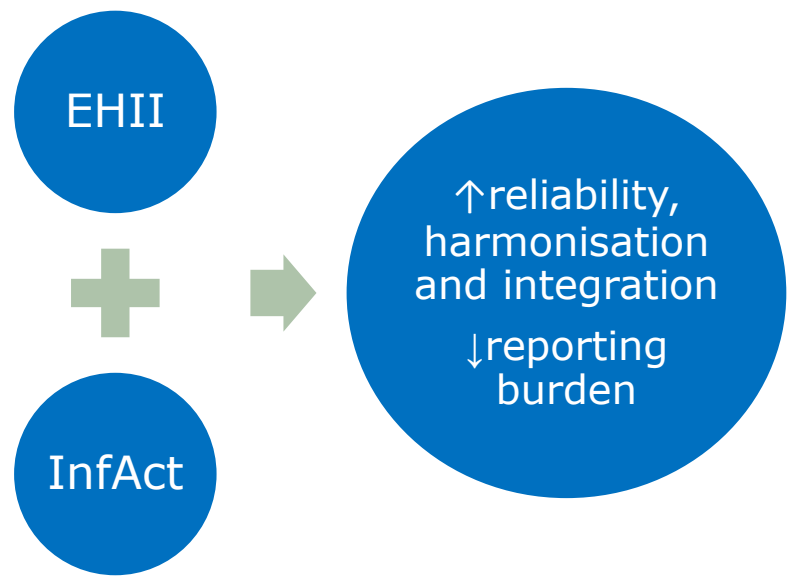 EHII
InfAct
↑reliability,
harmonisation
and integration
↓reporting
burden